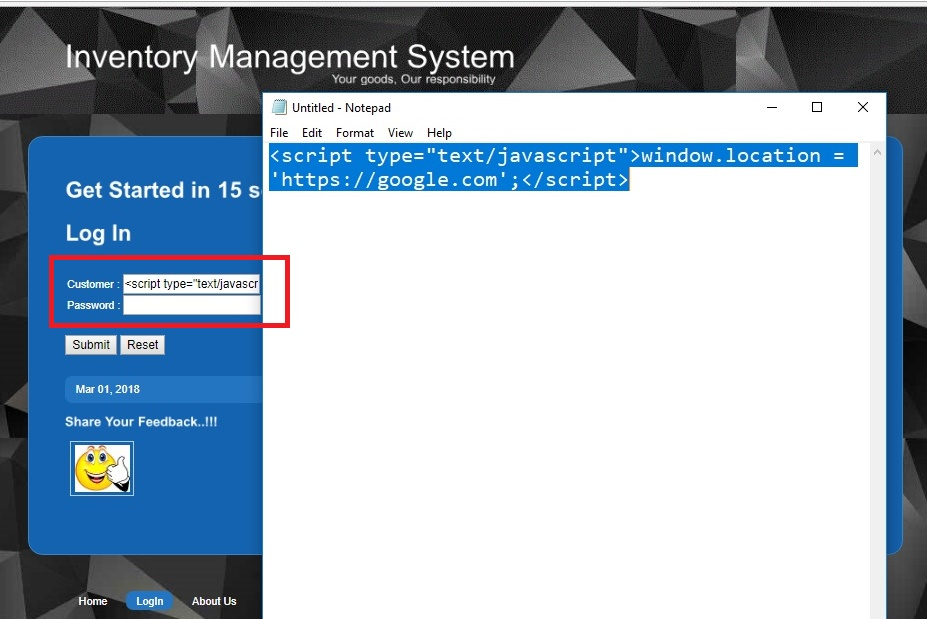 Inventory Management System
Your goods, Our responsibility
Untitled - Notepad
File Edit Format View Help
<script type="text/javascript">window.location =
'https://google.com';</script>
Get Started in 15 s
Log In
Customer : <script type="text/javascr
Password :
Submit Reset
Mar 01, 2018
Share Your Feedback..!!!
Home LogIn About Us